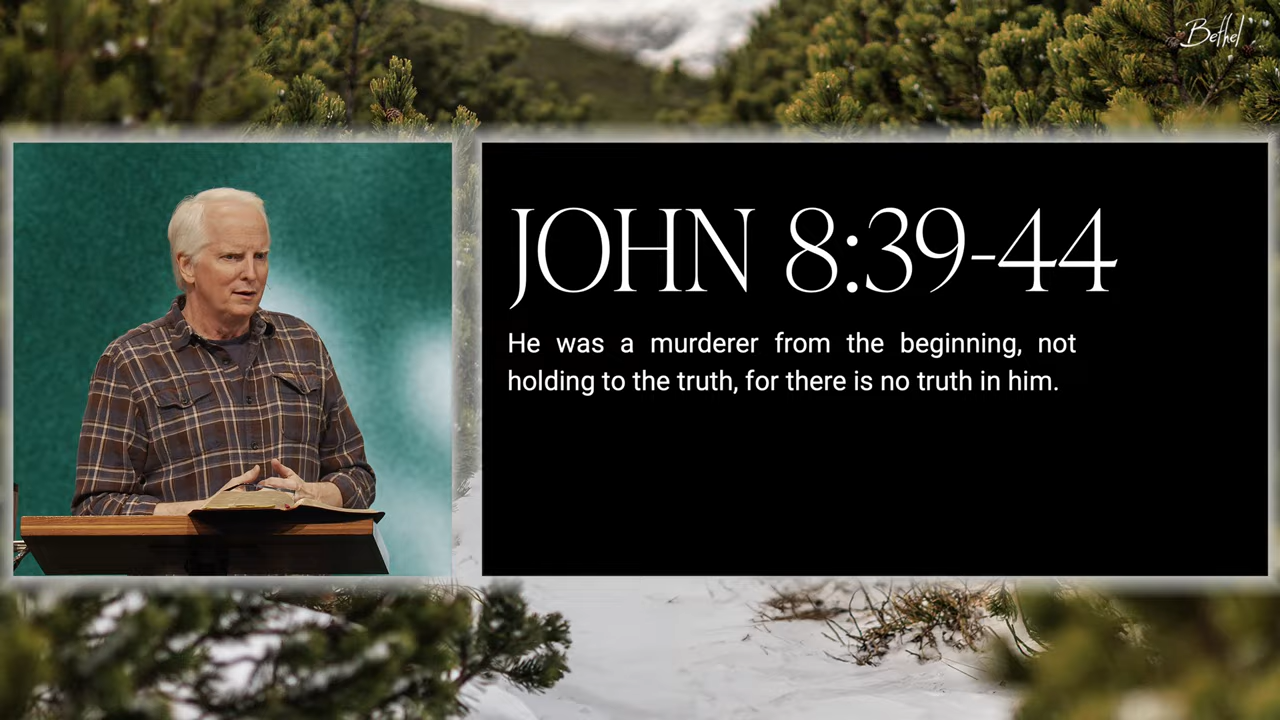 Bethel
JOHN 8:39-44
He was a murderer from the beginning, not
holding to the truth, for there is no truth in him.